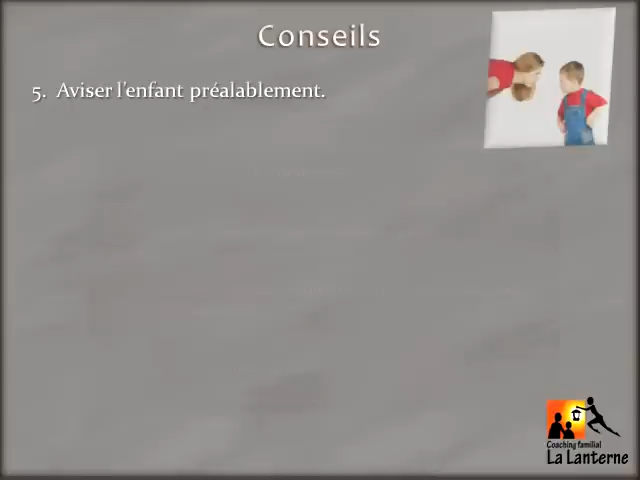 Conseils
5. Aviser l'enfant préalablement.
Coaching familial
La Lanterne